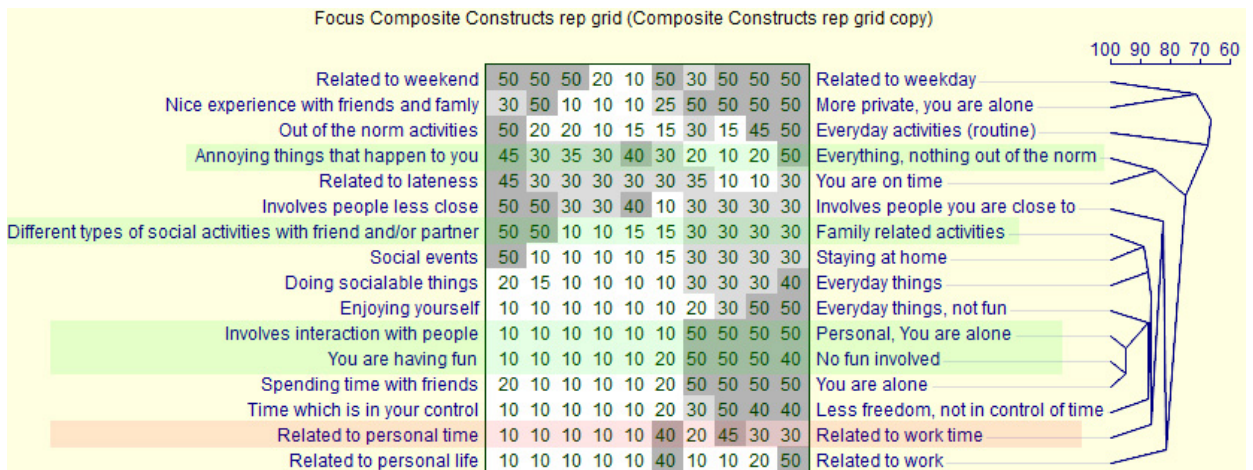 Focus Composite Constructs rep grid (Composite Constructs rep grid copy)
100 90 80 70 60
Related to weekend 50 50 50 20 10 50 30 50 50 50 Related to weekday
Nice experience with friends and famly 30 50 10 10 10 25 50 50 50 50 More private, you are alone
Out of the norm activities 50 20 20 10 15 15 30 15 45 50 Everyday activities (routine)
Annoying things that happen to you 45 30 35 30 40 30 20 10 20 50 Everything, nothing out of the norm
Related to lateness 45 30 30 30 30 30 35 10 10 30 You are on time
Involves people less close 50 50 30 30 40 10 30 30 30 30 Involves people you are close to
Different types of social activities with friend and/or partner 50 50 10 10 15 15 30 30 30 30 Family related activities
Social events 50 10 10 10 10 15 30 30 30 30 Staying at home
Doing socialable things 20 15 10 10 10 10 30 30 30 40 Everyday things
Enjoying yourself 10 10 10 10 10 10 20 30 50 50 Everyday things, not fun
Involves interaction with people 10 10 10 10 10 10 50 50 50 50 Personal, You are alone
You are having fun 10 10 10 10 10 20 50 50 50 40 No fun involved
Spending time with friends 20 10 10 10 10 20 50 50 50 50 You are alone
Time which is in your control 10 10 10 10 10 20 30 50 40 40 Less freedom, not in control of time
Related to personal time 10 10 10 10 10 40 20 45 30 30 Related to work time
Related to personal life 10 10 10 10 10 40 10 10 20 50 Related to work